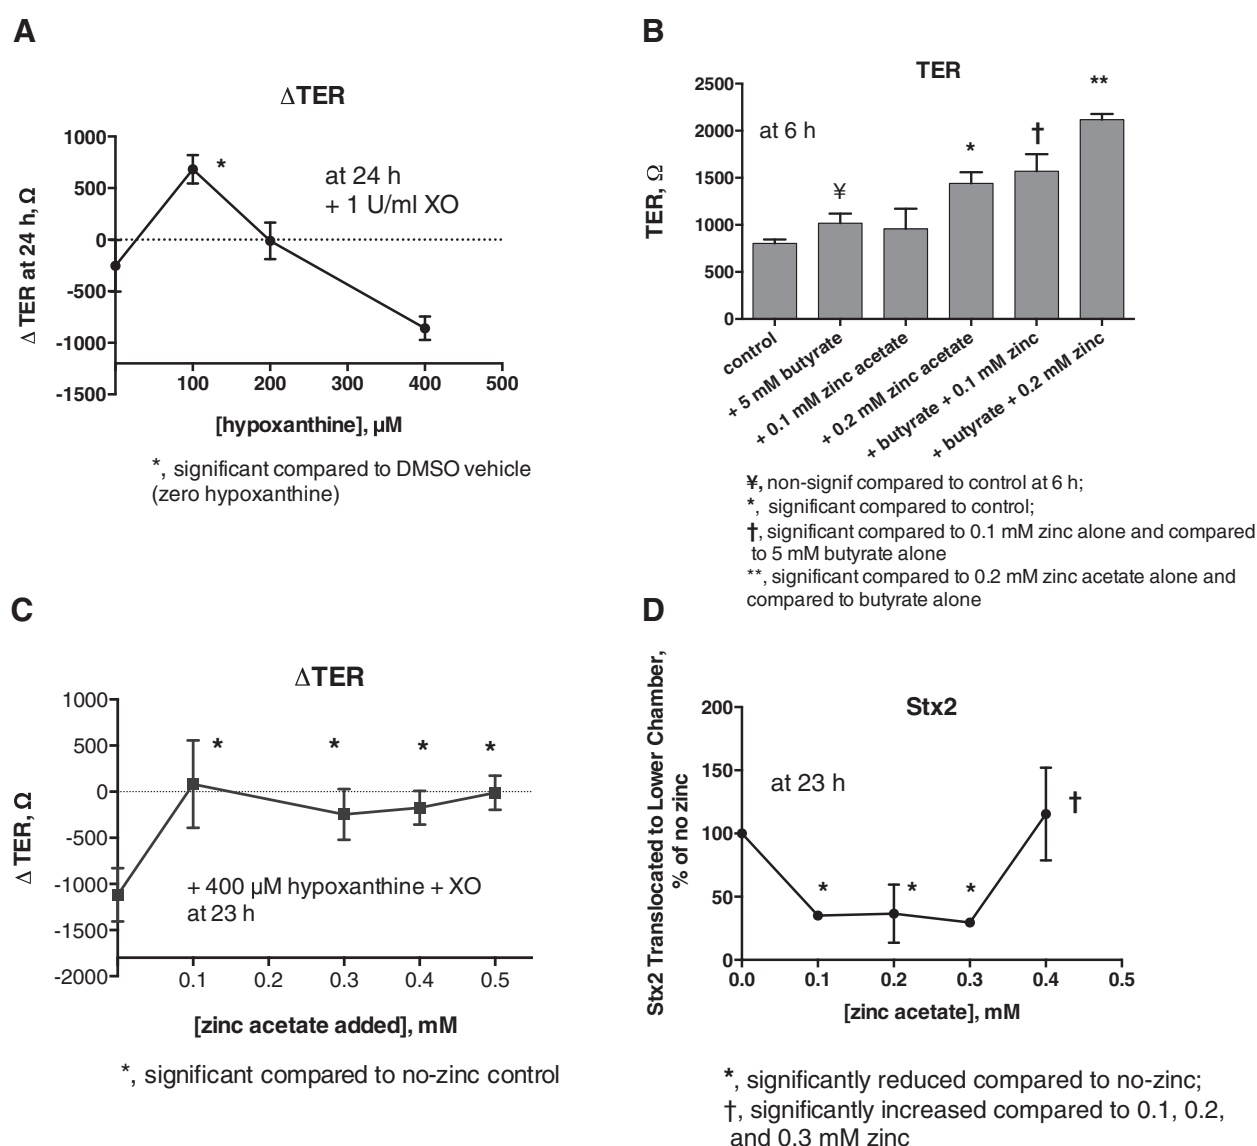 A
ΔTER
1000
500
0
-500
-1000
-1500
Δ TER at 24 h, Ω
at 24 h
+ 1 U/ml XO
100 200 300 400 500
*
[hypoxanthine], µM
*, significant compared to DMSO vehicle
(zero hypoxanthine)
B
TER
2500
2000
1500
1000
500
0
TER, Ω
at 6 h
¥
*
†
**
control
+ 5 mM butyrate
+ 0.1 mM zinc acetate
+ 0.2 mM zinc acetate
+ butyrate + 0.1 mM zinc
+ butyrate + 0.2 mM zinc
¥, non-signif compared to control at 6 h;
*, significant compared to control;
†, significant compared to 0.1 mM zinc alone and compared
to 5 mM butyrate alone
**, significant compared to 0.2 mM zinc acetate alone and
compared to butyrate alone
C
ΔTER
1000
500
0
-500
-1000
-1500
-2000
Δ TER, Ω
* * * *
+ 400 µM hypoxanthine + XO
at 23 h
0.1 0.2 0.3 0.4 0.5
[zinc acetate added], mM
*, significant compared to no-zinc control
D
Stx2
200
150
100
50
0
Stx2 Translocated to Lower Chamber,
% of no zinc
at 23 h
* * *
†
0.0 0.1 0.2 0.3 0.4 0.5
[zinc acetate], mM
*, significantly reduced compared to no-zinc;
†, significantly increased compared to 0.1, 0.2,
and 0.3 mM zinc